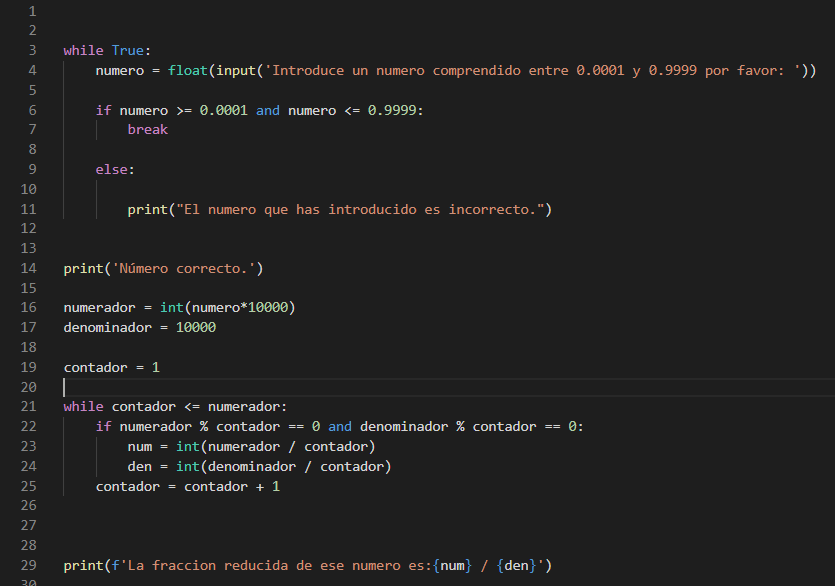 1
2
3 while True:
4     numero = float(input('Introduce un numero comprendido entre 0.0001 y 0.9999 por favor: '))
5
6     if numero >= 0.0001 and numero <= 0.9999:
7         break
8
9     else:
10
11         print("El numero que has introducido es incorrecto.")
12
13
14 print('Número correcto.')
15
16 numerador = int(numero*10000)
17 denominador = 10000
18
19 contador = 1
20
21 while contador <= numerador:
22     if numerador % contador == 0 and denominador % contador == 0:
23         num = int(numerador / contador)
24         den = int(denominador / contador)
25     contador = contador + 1
26
27
28
29 print(f'La fraccion reducida de ese numero es:{num} / {den}')
30